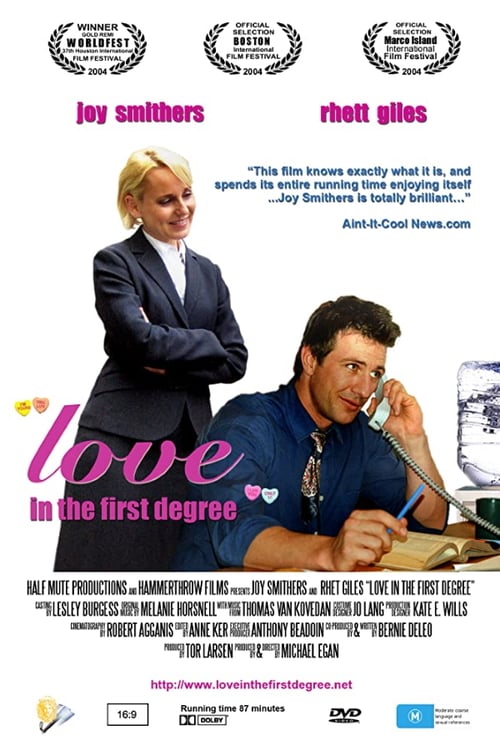 WINNER
GOLD REMI
WORLDFEST
37th Houston International
FILM FESTIVAL
2004
OFFICIAL
SELECTION
BOSTON
International
FILM FESTIVAL
2004
OFFICIAL
SELECTION
Marco Island
International
Film Festival
2004
joy smithers
rhett giles
"This film knows exactly what it is, and
spends its entire running time enjoying itself
...Joy Smithers is totally brilliant..."
Aint-It-Cool News.com
love
in the first degree
HALF MUTE PRODUCTIONS AND HAMMERTHROW FILMS PRESENTS JOY SMITHERS AND RHET GILES "LOVE IN THE FIRST DEGREE"
CASTING BY LESLEY BURGESS ORIGINAL MUSIC BY MELANIE HORSNELL WITH MUSIC FROM THOMAS VAN KOVEDAN COSTUME DESIGNER JO LANG PRODUCTION DESIGNER KATE E. WILLS
CINEMATOGRAPHY BY ROBERT AGGANIS EDITED BY ANNE KER EXECUTIVE PRODUCER ANTHONY BEADOIN CO-PRODUCED BY & WRITTEN BY BERNIE DELEO
PRODUCED BY TOR LARSEN PRODUCED BY & DIRECTED BY MICHAEL EGAN
http://www.loveinthefirstdegree.net
16:9
Running time 87 minutes
DOLBY
DVD
VIDEO
M
Moderate coarse
language and
sexual references